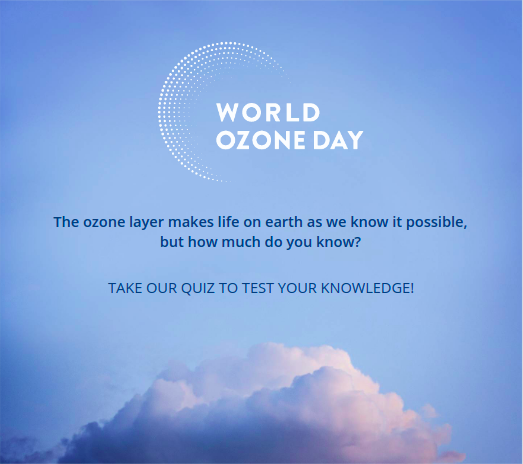 WORLD
OZONE DAY
The ozone layer makes life on earth as we know it possible,
but how much do you know?
TAKE OUR QUIZ TO TEST YOUR KNOWLEDGE!